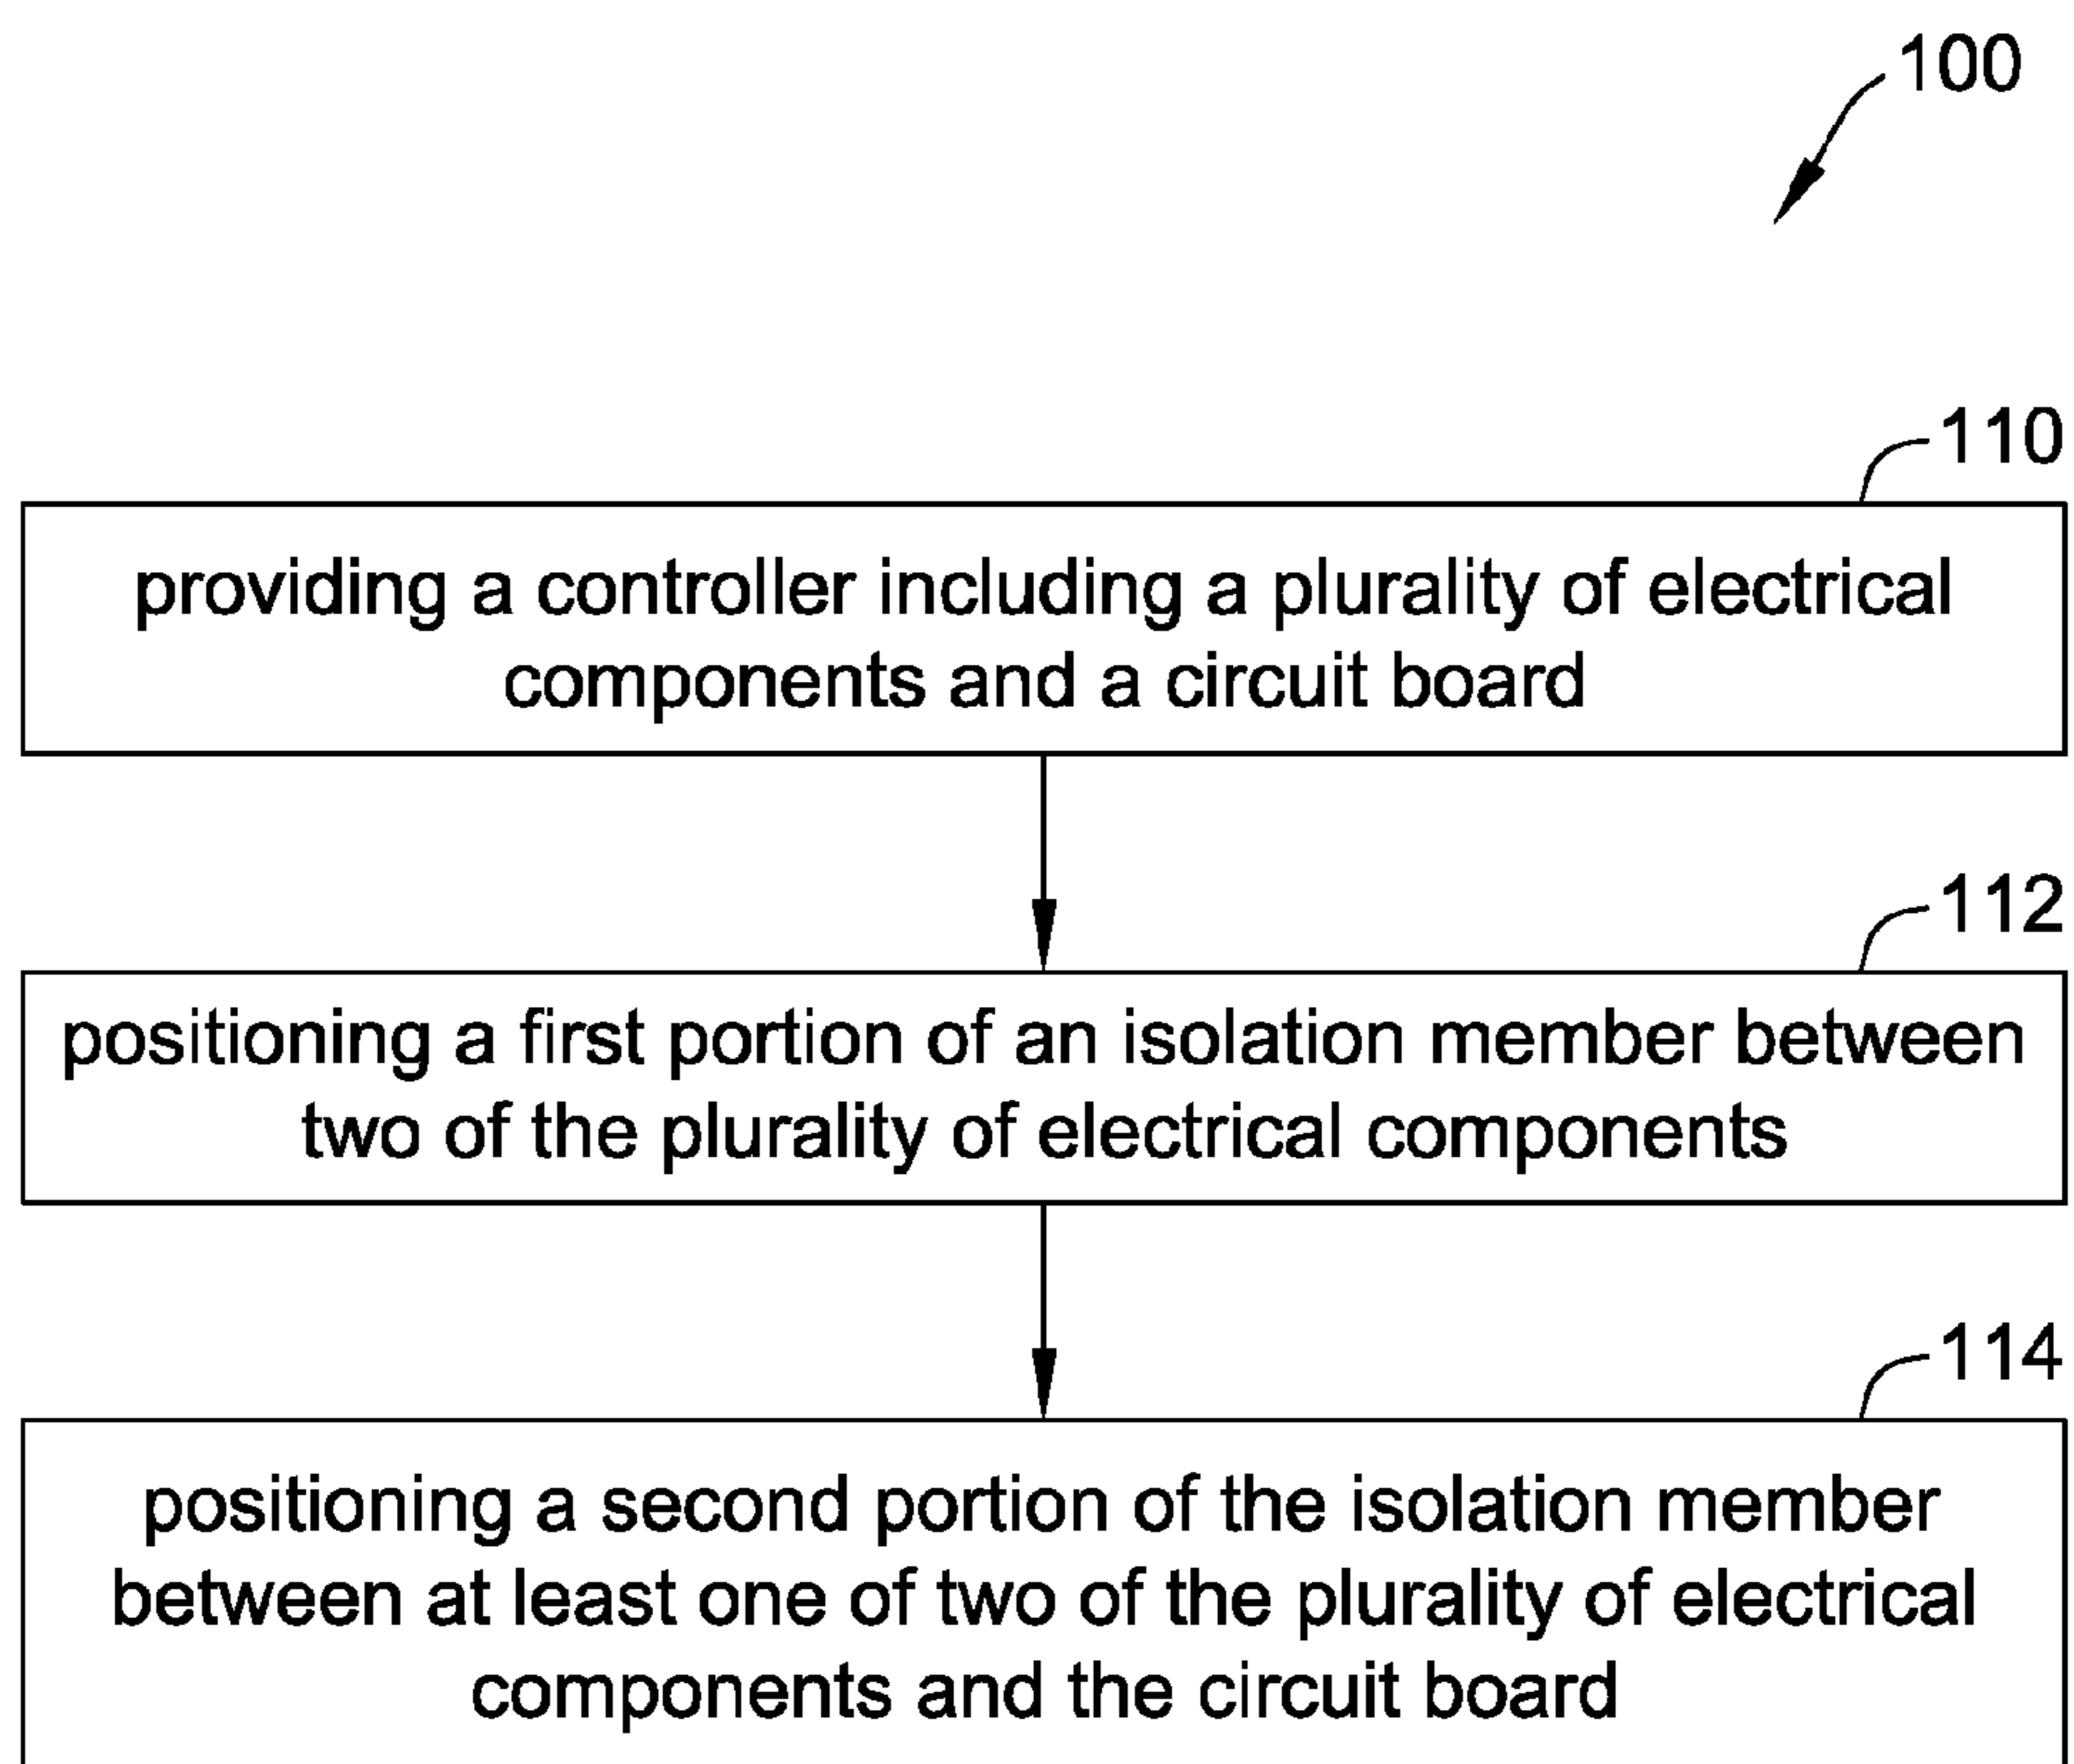 100
110
providing a controller including a plurality of electrical
components and a circuit board
112
positioning a first portion of an isolation member between
two of the plurality of electrical components
114
positioning a second portion of the isolation member
between at least one of two of the plurality of electrical
components and the circuit board